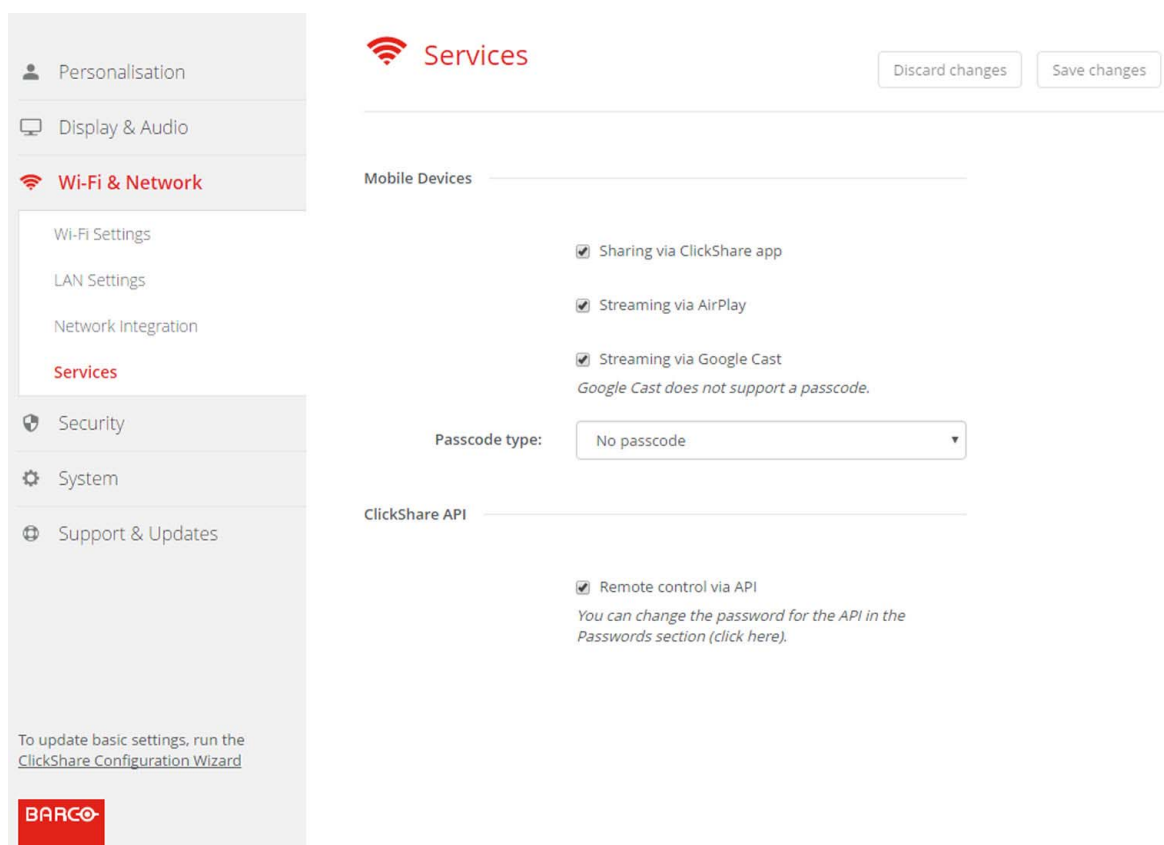 Personalisation
Display & Audio
Wi-Fi & Network
Wi-Fi Settings
LAN Settings
Network Integration
Services
Security
System
Support & Updates
To update basic settings, run the
ClickShare Configuration Wizard
BARCO
Services
Discard changes
Save changes
Mobile Devices
Sharing via ClickShare app
Streaming via AirPlay
Streaming via Google Cast
Google Cast does not support a passcode.
Passcode type:
No passcode
ClickShare API
Remote control via API
You can change the password for the API in the
Passwords section (click here).